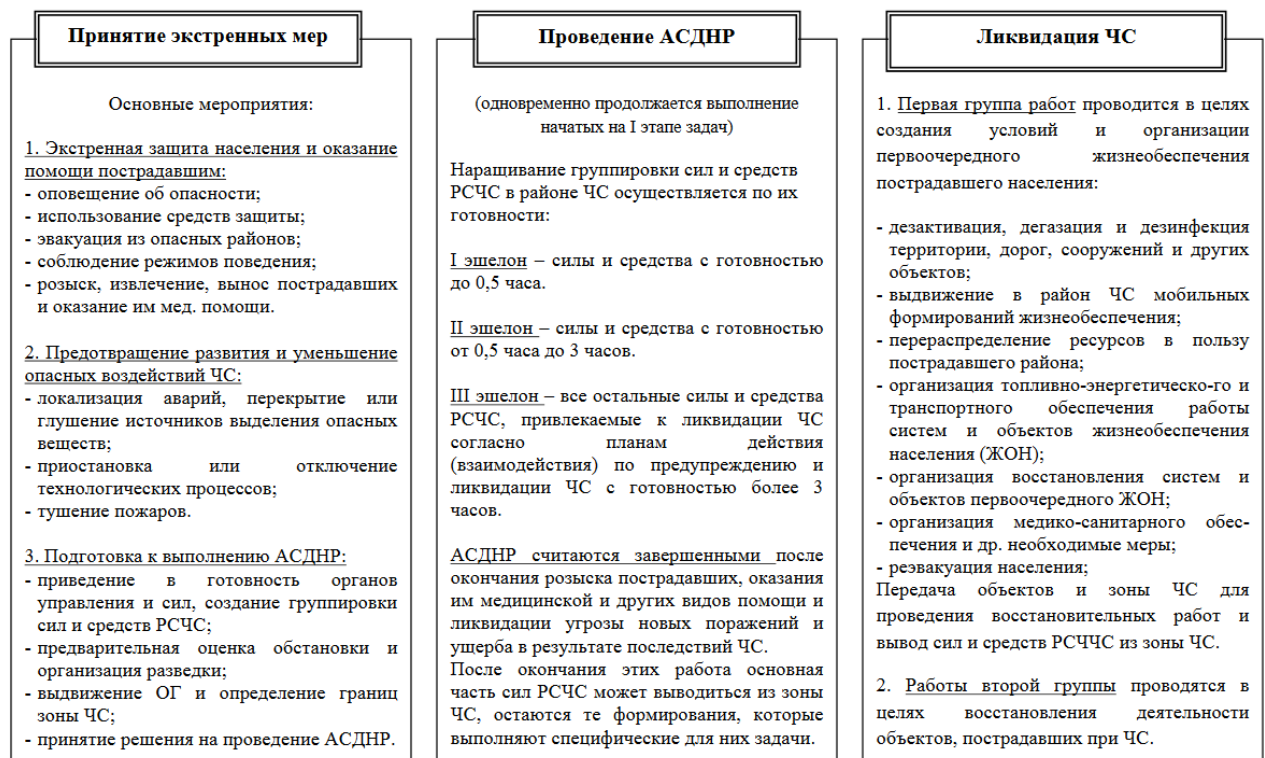 Принятие экстренных мер
Основные мероприятия:
1. Экстренная защита населения и оказание
помощи пострадавшим:
- оповещение об опасности;
- использование средств защиты;
- эвакуация из опасных районов;
- соблюдение режимов поведения;
- розыск, извлечение, вынос пострадавших
и оказание им мед. помощи.
2. Предотвращение развития и уменьшение
опасных воздействий ЧС:
- локализация аварий, перекрытие или
глушение источников выделения опасных
веществ;
- приостановка или отключение
технологических процессов;
- тушение пожаров.
3. Подготовка к выполнению АСДНР:
- приведение в готовность органов
управления и сил, создание группировки
сил и средств РСЧС;
- предварительная оценка обстановки и
организация разведки;
- выдвижение ОГ и определение границ
зоны ЧС;
- принятие решения на проведение АСДНР.
Проведение АСДНР
(одновременно продолжается выполнение
начатых на I этапе задач)
Наращивание группировки сил и средств
РСЧС в районе ЧС осуществляется по их
готовности:
I эшелон – силы и средства с готовностью
до 0,5 часа.
II эшелон – силы и средства с готовностью
от 0,5 часа до 3 часов.
III эшелон – все остальные силы и средства
РСЧС, привлекаемые к ликвидации ЧС
согласно планам действия
(взаимодействия) по предупреждению и
ликвидации ЧС с готовностью более 3
часов.
АСДНР считаются завершенными после
окончания розыска пострадавших, оказания
им медицинской и других видов помощи и
ликвидации угрозы новых поражений и
ущерба в результате последствий ЧС.
После окончания этих работа основная
часть сил РСЧС может выводиться из зоны
ЧС, остаются те формирования, которые
выполняют специфические для них задачи.
Ликвидация ЧС
1. Первая группа работ проводится в целях
создания условий и организации
первоочередного жизнеобеспечения
пострадавшего населения:
- дезактивация, дегазация и дезинфекция
территории, дорог, сооружений и других
объектов;
- выдвижение в район ЧС мобильных
формирований жизнеобеспечения;
- перераспределение ресурсов в пользу
пострадавшего района;
- организация топливно-энергетическо-го и
транспортного обеспечения работы
систем и объектов жизнеобеспечения
населения (ЖОН);
- организация восстановления систем и
объектов первоочередного ЖОН;
- организация медико-санитарного обес-
печения и др. необходимые меры;
- реэвакуация населения;
Передача объектов и зоны ЧС для
проведения восстановительных работ и
вывод сил и средств РСЧЧС из зоны ЧС.
2. Работы второй группы проводятся в
целях восстановления деятельности
объектов, пострадавших при ЧС.